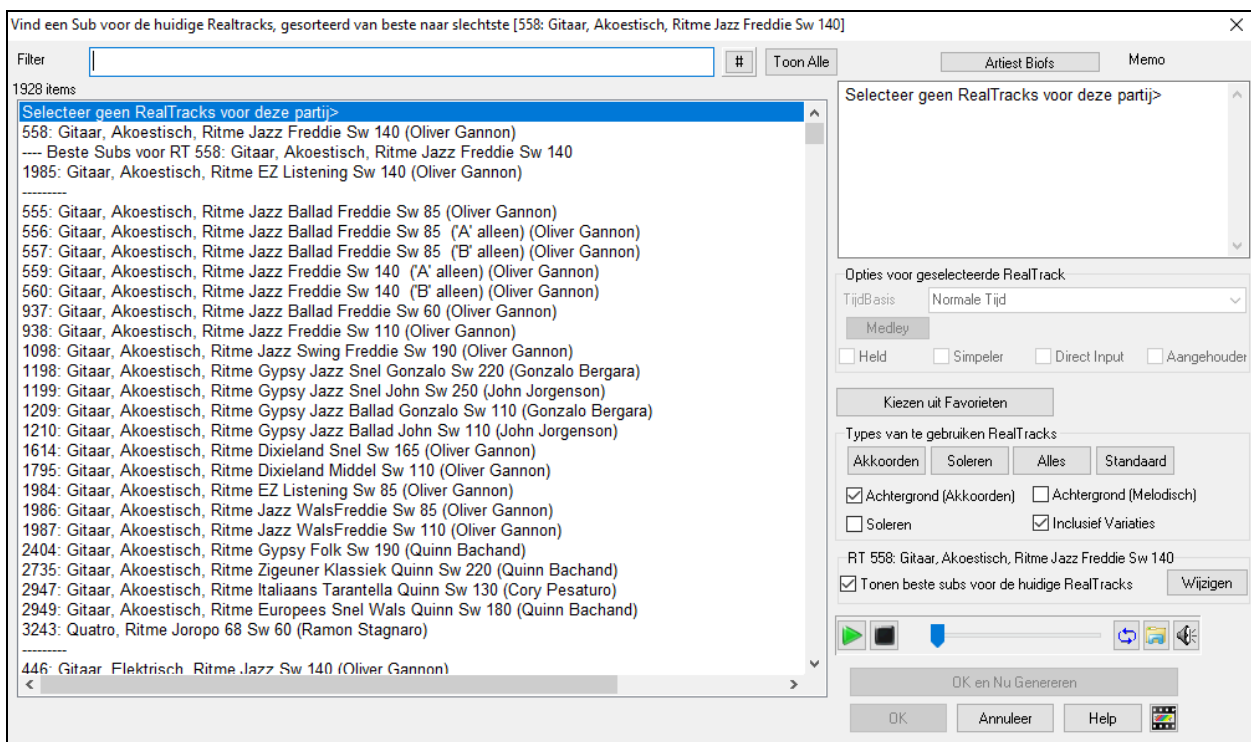 Vind een Sub voor de huidige Realtracks, gesorteerd van beste naar slechtste [558: Gitaar, Akoestisch, Ritme Jazz Freddie Sw 140]
Filter
#
Toon Alle
Artiest Biofs
Memo
1928 items
Selecteer geen RealTracks voor deze partij>
558: Gitaar, Akoestisch, Ritme Jazz Freddie Sw 140 (Oliver Gannon)
---- Beste Subs voor RT 558: Gitaar, Akoestisch, Ritme Jazz Freddie Sw 140
1985: Gitaar, Akoestisch, Ritme EZ Listening Sw 140 (Oliver Gannon)
---------
555: Gitaar, Akoestisch, Ritme Jazz Ballad Freddie Sw 85 (Oliver Gannon)
556: Gitaar, Akoestisch, Ritme Jazz Ballad Freddie Sw 85  ('A' alleen) (Oliver Gannon)
557: Gitaar, Akoestisch, Ritme Jazz Ballad Freddie Sw 85  ('B' alleen) (Oliver Gannon)
559: Gitaar, Akoestisch, Ritme Jazz Freddie Sw 140  ('A' alleen) (Oliver Gannon)
560: Gitaar, Akoestisch, Ritme Jazz Freddie Sw 140  ('B' alleen) (Oliver Gannon)
937: Gitaar, Akoestisch, Ritme Jazz Ballad Freddie Sw 60 (Oliver Gannon)
938: Gitaar, Akoestisch, Ritme Jazz Freddie Sw 110 (Oliver Gannon)
1098: Gitaar, Akoestisch, Ritme Jazz Swing Freddie Sw 190 (Oliver Gannon)
1198: Gitaar, Akoestisch, Ritme Gypsy Jazz Snel Gonzalo Sw 220 (Gonzalo Bergara)
1199: Gitaar, Akoestisch, Ritme Gypsy Jazz Snel John Sw 250 (John Jorgenson)
1209: Gitaar, Akoestisch, Ritme Gypsy Jazz Ballad Gonzalo Sw 110 (Gonzalo Bergara)
1210: Gitaar, Akoestisch, Ritme Gypsy Jazz Ballad John Sw 110 (John Jorgenson)
1614: Gitaar, Akoestisch, Ritme Dixieland Snel Sw 165 (Oliver Gannon)
1795: Gitaar, Akoestisch, Ritme Dixieland Middel Sw 110 (Oliver Gannon)
1984: Gitaar, Akoestisch, Ritme EZ Listening Sw 85 (Oliver Gannon)
1986: Gitaar, Akoestisch, Ritme Jazz WalsFreddie Sw 85 (Oliver Gannon)
1987: Gitaar, Akoestisch, Ritme Jazz WalsFreddie Sw 110 (Oliver Gannon)
2404: Gitaar, Akoestisch, Ritme Gypsy Folk Sw 190 (Quinn Bachand)
2735: Gitaar, Akoestisch, Ritme Zigeuner Klassiek Quinn Sw 220 (Quinn Bachand)
2947: Gitaar, Akoestisch, Ritme Italiaans Tarantella Quinn Sw 130 (Cory Pesaturo)
2949: Gitaar, Akoestisch, Ritme Europees Snel Wals Quinn Sw 180 (Quinn Bachand)
3243: Quatro, Ritme Joropo 68 Sw 60 (Ramon Stagnaro)
---------
446: Gitaar, Elektrisch, Ritme Jazz Sw 140 (Oliver Gannon)
Selecteer geen RealTracks voor deze partij>
Opties voor geselecteerde RealTrack
TijdBasis
Normale Tijd
Medley
Held
Simpeler
Direct Input
Aangehouder
Kiezen uit Favorieten
Types van te gebruiken RealTracks
Akkoorden
Soleren
Alles
Standaard
Achtergrond (Akkoorden)
Achtergrond (Melodisch)
Soleren
Inclusief Variaties
RT 558: Gitaar, Akoestisch, Ritme Jazz Freddie Sw 140
Tonen beste subs voor de huidige RealTracks
Wijzigen
OK en Nu Genereren
OK
Annuleer
Help